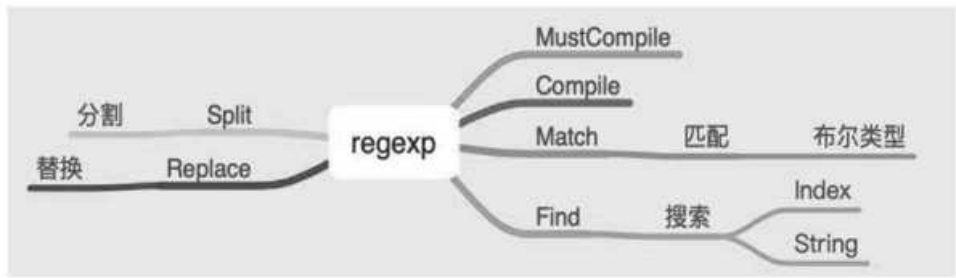 MustCompile
Compile
分割 Split
regexp
Match 匹配 布尔类型
替换 Replace
Find 搜索
Index
String